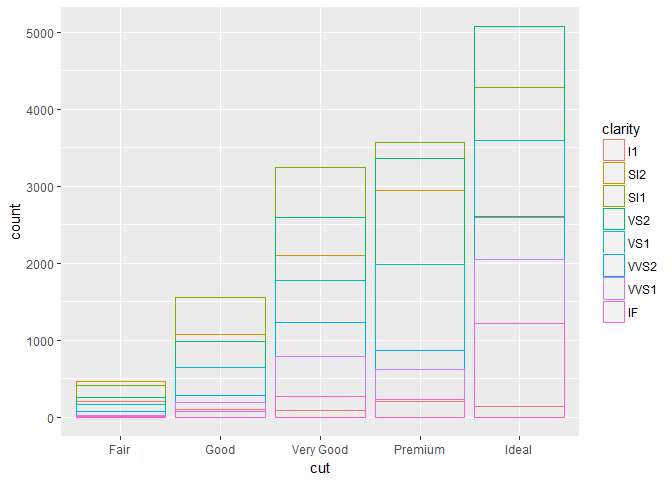 5000
4000
3000
2000
1000
0
count
Fair
Good
Very Good
Premium
Ideal
cut
clarity
I1
SI2
SI1
VS2
VS1
VVS2
VVS1
IF